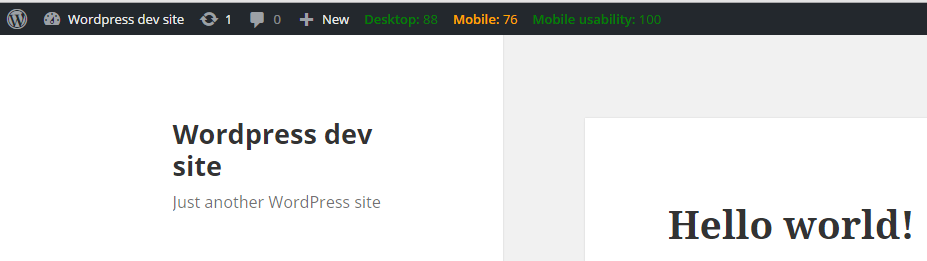 Wordpress dev site 1 0 New Desktop: 88 Mobile: 76 Mobile usability: 100
Wordpress dev
site
Just another WordPress site
Hello world!